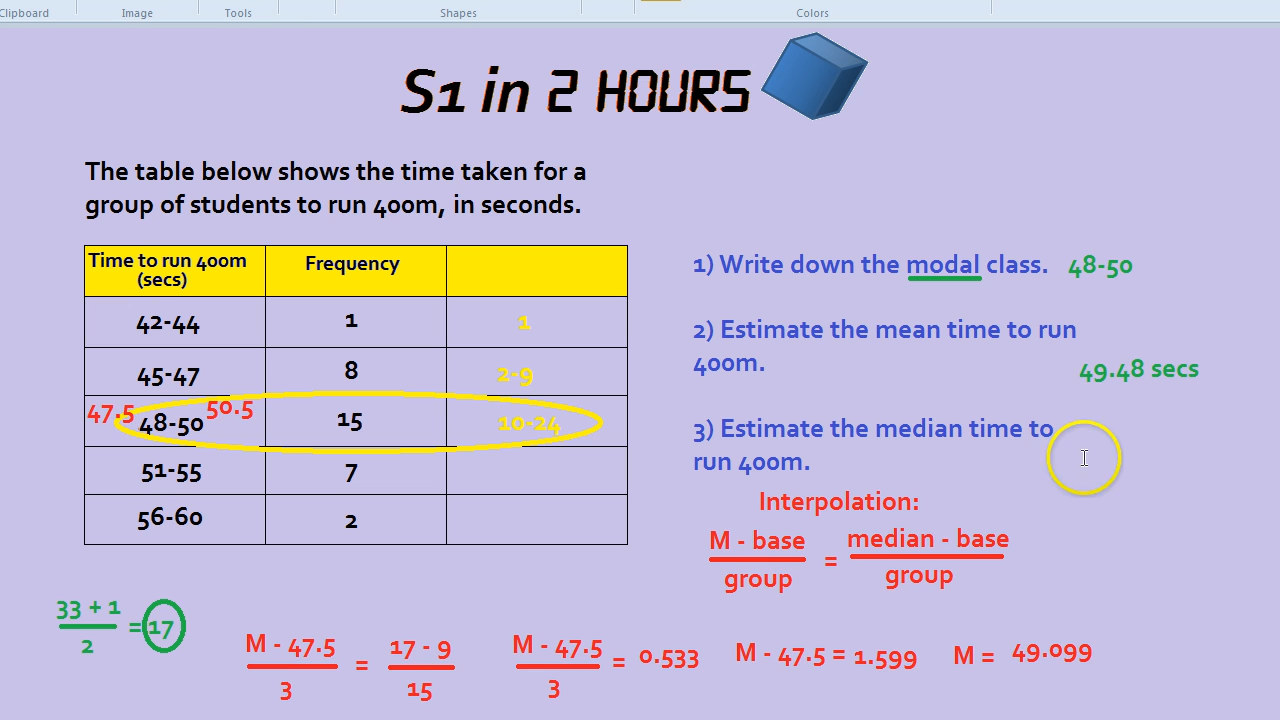 Clipboard Image Tools Shapes Colors
S1 in 2 HOURS
The table below shows the time taken for a
group of students to run 400m, in seconds.
Time to run 400m Frequency
(secs)
42-44 1 1
45-47 8 2-9
47.5 48-50 50.5 15 10-24
51-55 7
56-60 2
1) Write down the modal class. 48-50
2) Estimate the mean time to run
400m.
49.48 secs
3) Estimate the median time to
run 400m.
Interpolation:
M - base = median - base
group group
33 + 1 = 17
2
M - 47.5 = 17 - 9
3 15
M - 47.5 = 0.533
3
M - 47.5 = 1.599
M = 49.099